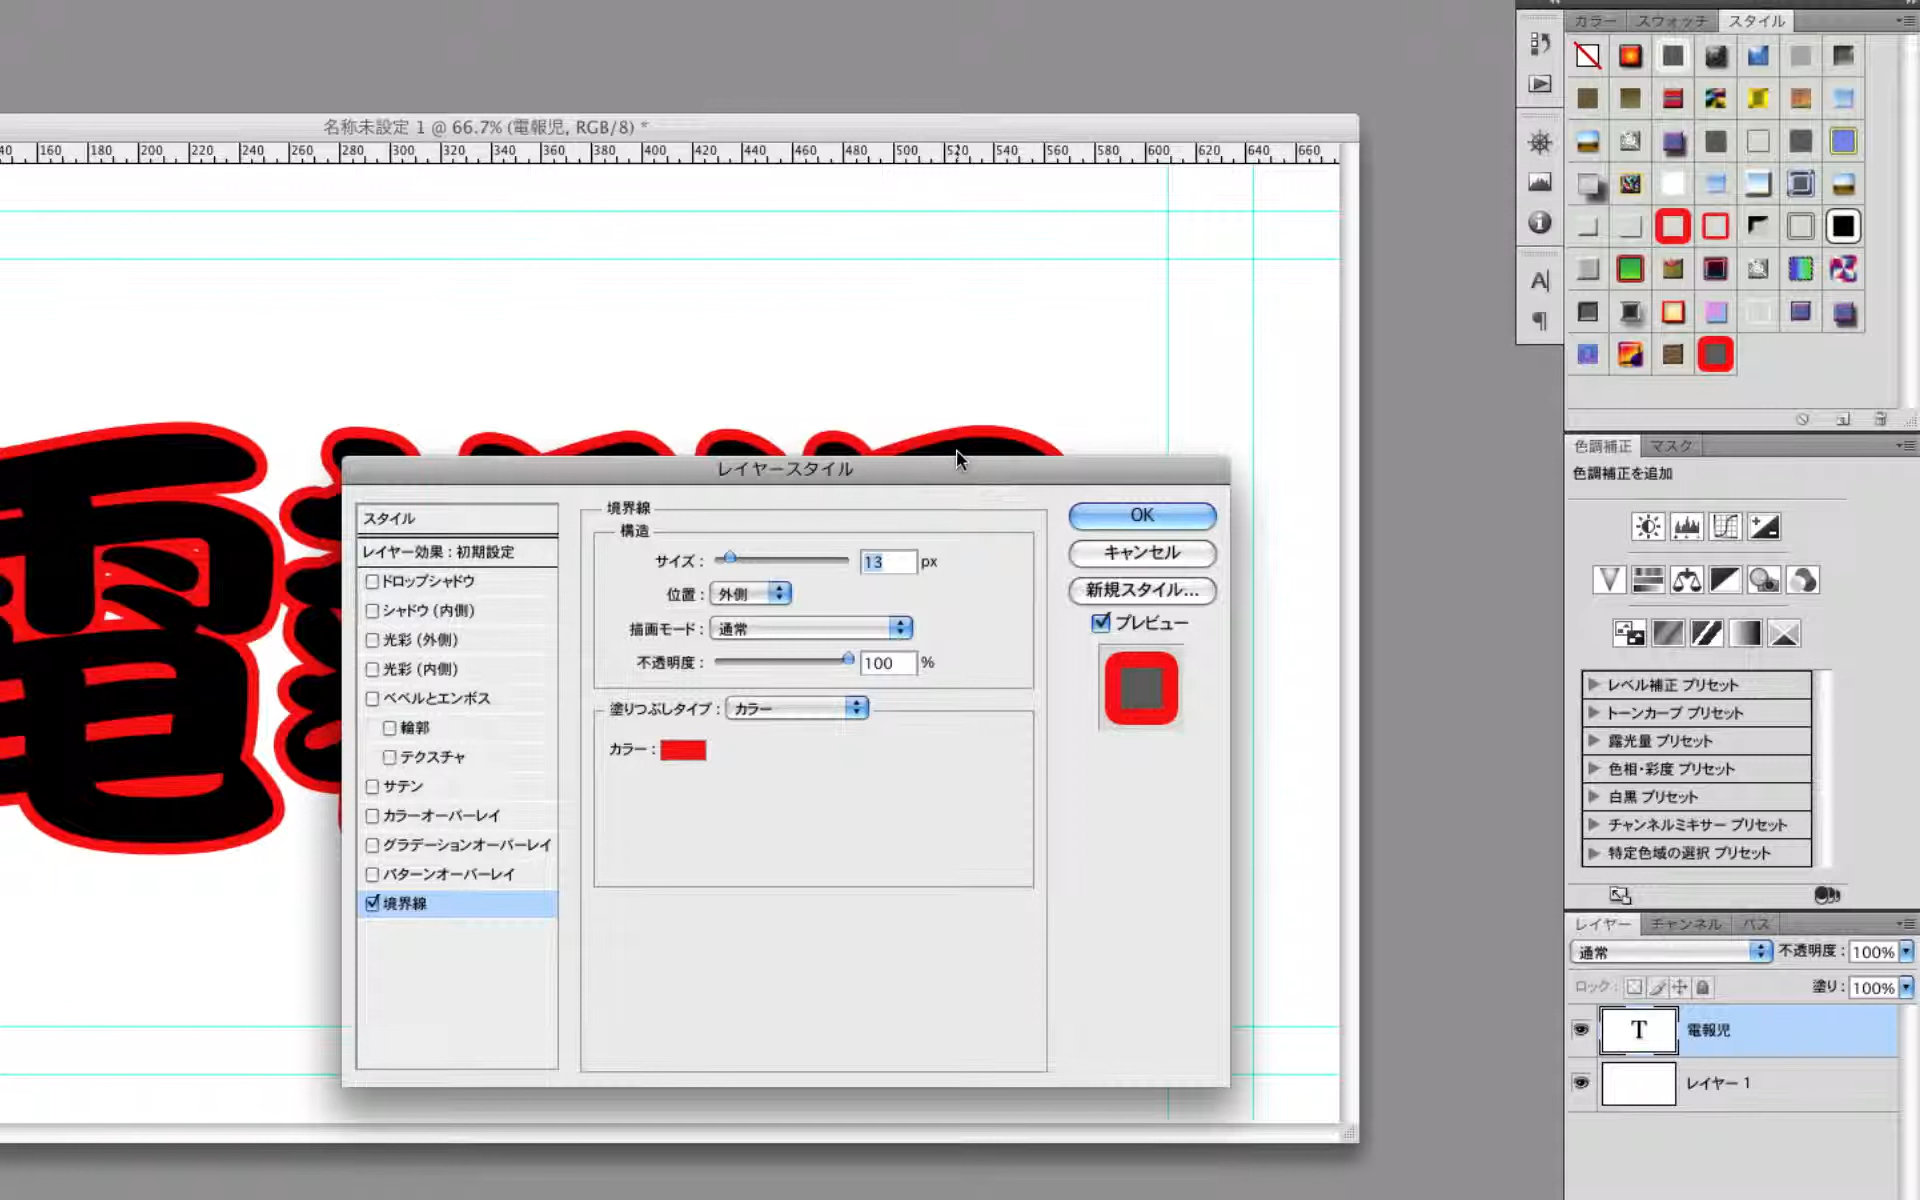 カラー スウォッチ スタイル
名称未設定 1 @ 66.7% (電報児, RGB/8) *
40 160 180 200 220 240 260 280 300 320 340 360 380 400 420 440 460 480 500 520 540 560 580 600 620 640 660
A
電報児
レイヤースタイル
スタイル
レイヤー効果 : 初期設定
ドロップシャドウ
シャドウ (内側)
光彩 (外側)
光彩 (内側)
ベベルとエンボス
輪郭
テクスチャ
サテン
カラーオーバーレイ
グラデーションオーバーレイ
パターンオーバーレイ
境界線
境界線
構造
サイズ : 13 px
位置 : 外側
描画モード : 通常
不透明度 : 100 %
塗りつぶしタイプ : カラー
カラー :
OK
キャンセル
新規スタイル...
プレビュー
色調補正 マスク
色調補正を追加
レベル補正 プリセット
トーンカーブ プリセット
露光量 プリセット
色相・彩度 プリセット
白黒 プリセット
チャンネルミキサー プリセット
特定色域の選択 プリセット
レイヤー チャンネル パス
通常 不透明度 : 100%
ロック : 塗り : 100%
T 電報児
レイヤー 1